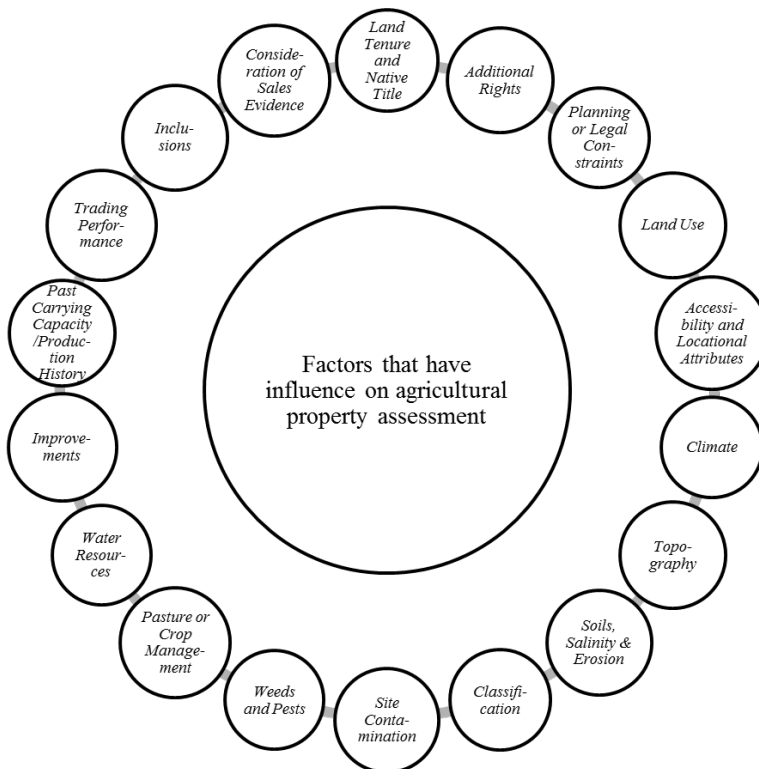 Land
Tenure
and
Native
Title
Additional
Rights
Planning
or Legal
Con-
straints
Land Use
Accessi-
bility and
Locational
Attributes
Climate
Topo-
graphy
Soils,
Salinity &
Erosion
Classifi-
cation
Site
Conta-
mination
Weeds
and Pests
Pasture or
Crop
Manage-
ment
Water
Resour-
ces
Improve-
ments
Past
Carrying
Capacity
/Produc-
tion
History
Trading
Perfor-
mance
Inclu-
sions
Conside-
ration of
Sales
Evidence
Factors that have
influence on agricultural
property assessment